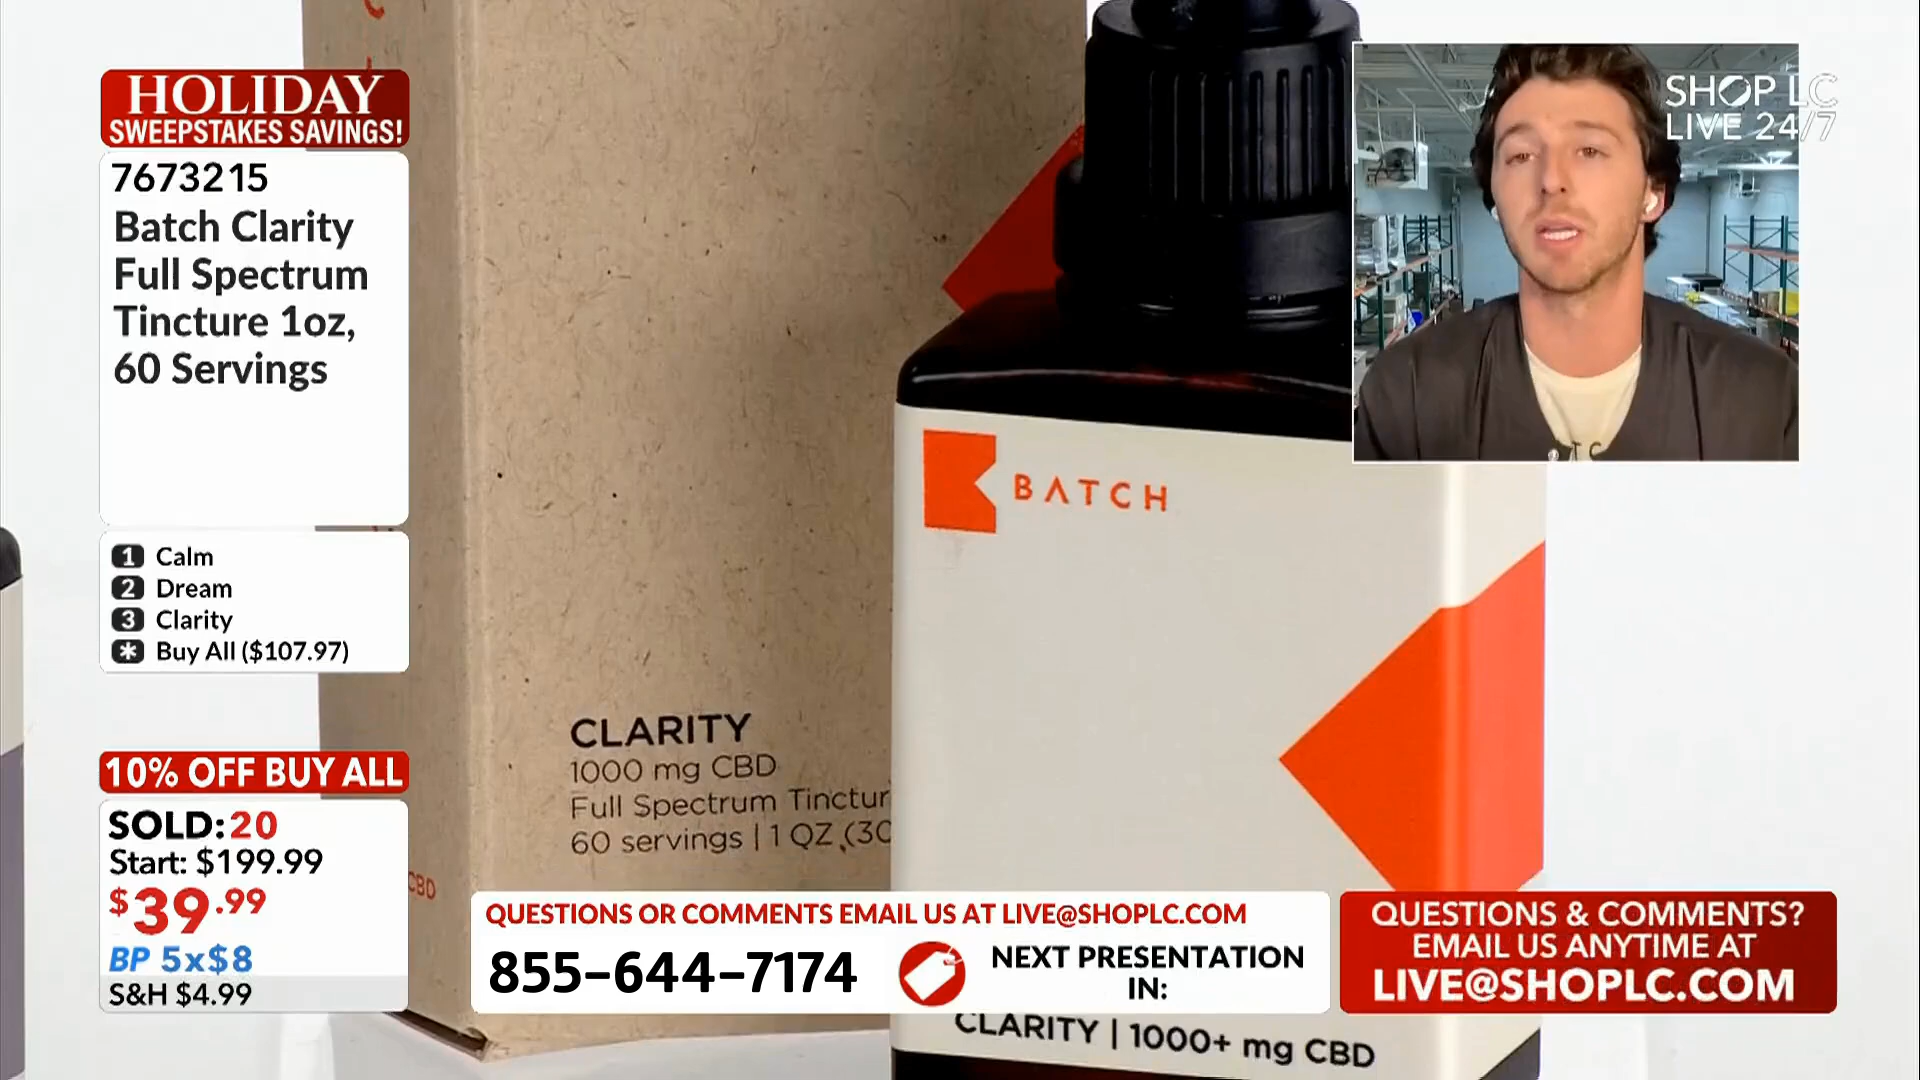 HOLIDAY
SWEEPSTAKES SAVINGS!
7673215
Batch Clarity
Full Spectrum
Tincture 1oz,
60 Servings
1 Calm
2 Dream
3 Clarity
* Buy All ($107.97)
10% OFF BUY ALL
SOLD: 20
Start: $199.99
$39.99
BP 5x$8
S&H $4.99
CLARITY
1000 mg CBD
Full Spectrum Tinctur
60 servings | 1 OZ (30
CBD
BATCH
CLARITY | 1000+ mg CBD
SHOP LC
LIVE 24/7
QUESTIONS OR COMMENTS EMAIL US AT LIVE@SHOPLC.COM
855-644-7174
NEXT PRESENTATION
IN:
QUESTIONS & COMMENTS?
EMAIL US ANYTIME AT
LIVE@SHOPLC.COM